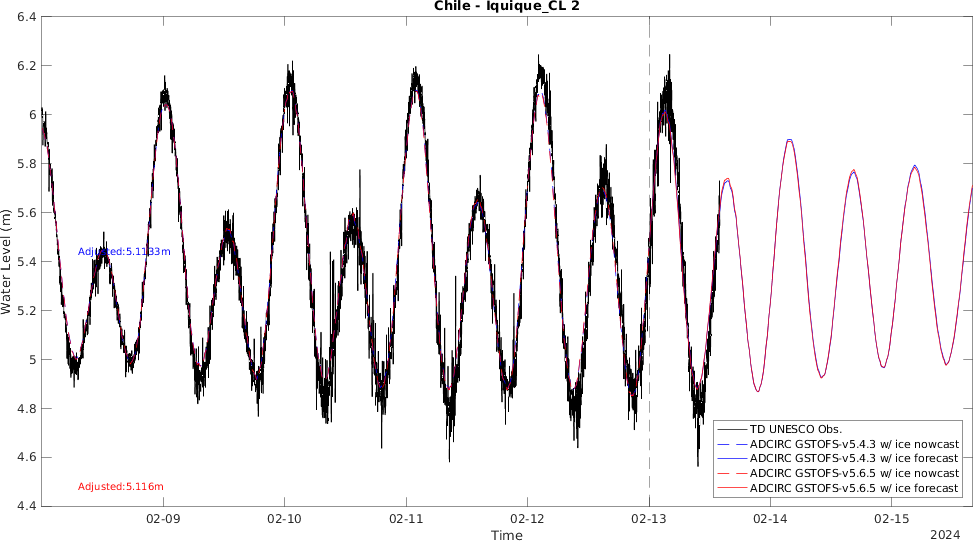 Chile - Iquique_CL 2
6.4
6.2
6
5.8
5.6
5.4
5.2
5
4.8
4.6
4.4
Water Level (m)
Adjusted:5.1133m
Adjusted:5.116m
TD UNESCO Obs.
ADCIRC GSTOFS-v5.4.3 w/ ice nowcast
ADCIRC GSTOFS-v5.4.3 w/ ice forecast
ADCIRC GSTOFS-v5.6.5 w/ ice nowcast
ADCIRC GSTOFS-v5.6.5 w/ ice forecast
02-09 02-10 02-11 02-12 02-13 02-14 02-15
Time
2024